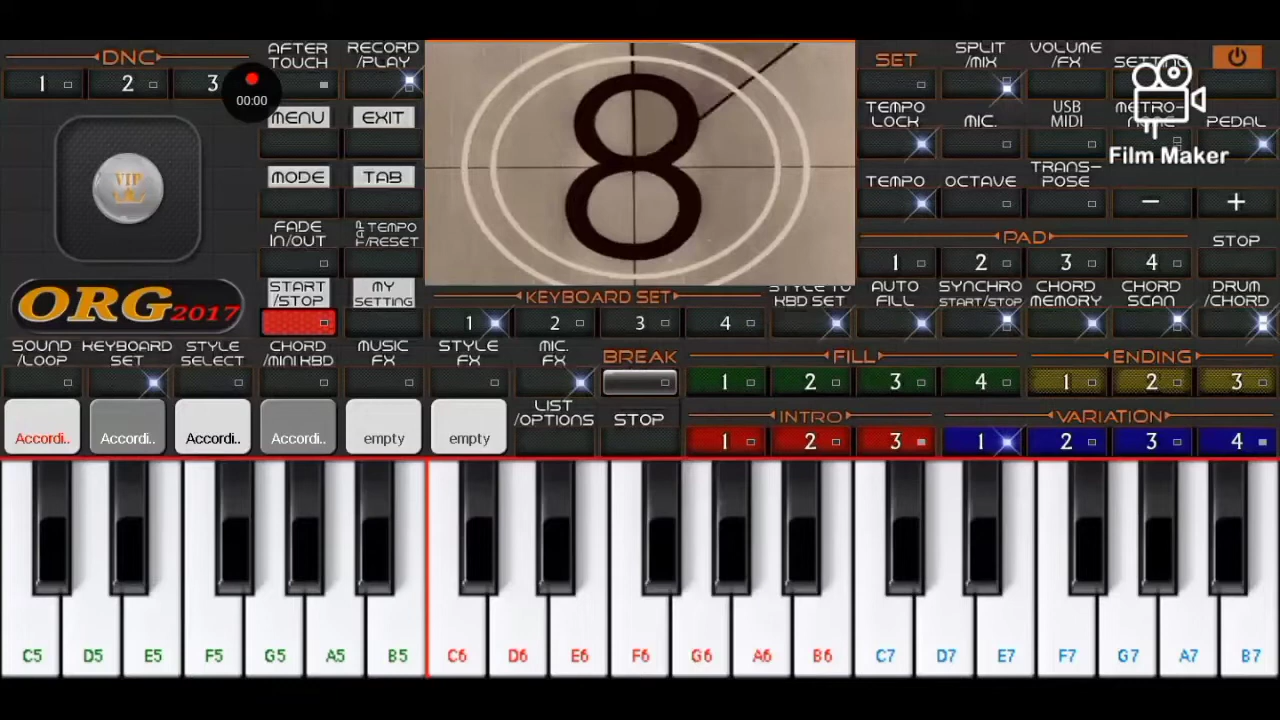 DNC
1 2 3
00:00
AFTER TOUCH
RECORD /PLAY
MENU
EXIT
MODE
TAB
FADE IN/OUT
TEMPO /RESET
START /STOP
MY SETTING
VIP
ORG 2017
8
SET
SPLIT /MIX
VOLUME /FX
TEMPO LOCK
MIC.
USB MIDI
PEDAL
Film Maker
TEMPO
OCTAVE
TRANS- POSE
− +
PAD
1 2 3 4
STOP
KEYBOARD SET
1 2 3 4
STYLE TO KBD SET
AUTO FILL
SYNCHRO START/STOP
CHORD MEMORY
CHORD SCAN
DRUM /CHORD
SOUND /LOOP
KEYBOARD SET
STYLE SELECT
CHORD /MINI KBD
MUSIC FX
STYLE FX
MIC. FX
BREAK
FILL
1 2 3 4
ENDING
1 2 3
Accordi.. Accordi.. Accordi.. Accordi.. empty empty
LIST /OPTIONS
STOP
INTRO
1 2 3
VARIATION
1 2 3 4
C5 D5 E5 F5 G5 A5 B5 C6 D6 E6 F6 G6 A6 B6 C7 D7 E7 F7 G7 A7 B7